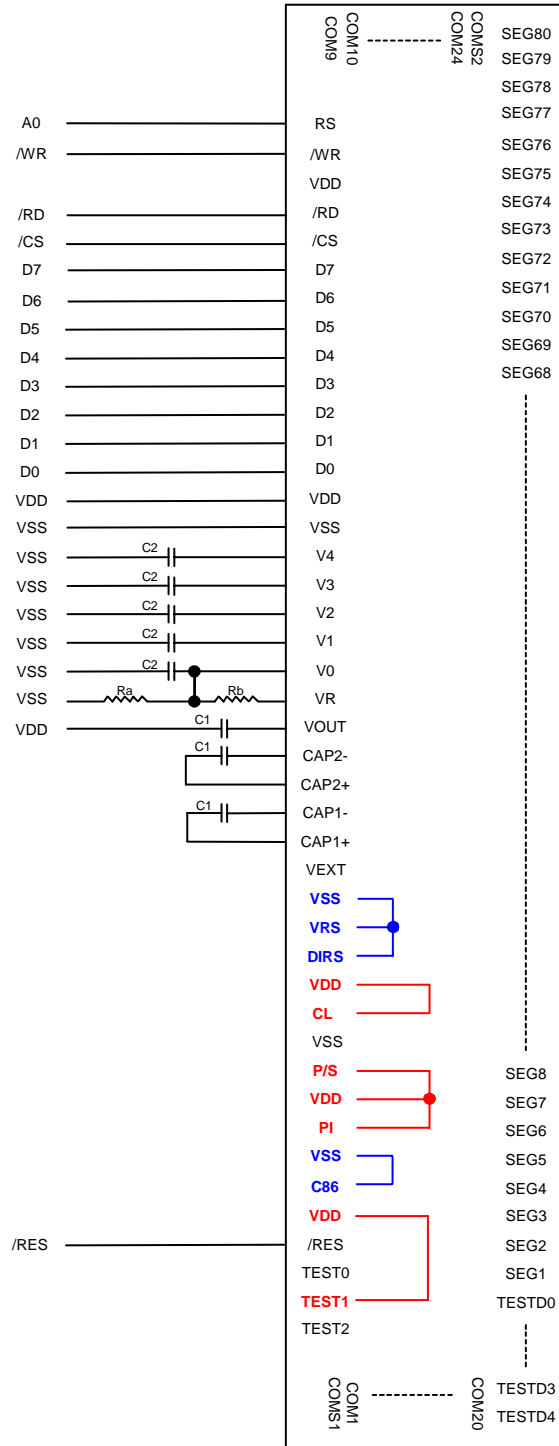 COM9
COM10
COM24
COMS2
SEG80
SEG79
SEG78
SEG77
A0
RS
/WR
/WR
SEG76
VDD
SEG75
/RD
/RD
SEG74
/CS
/CS
SEG73
D7
D7
SEG72
D6
D6
SEG71
D5
D5
SEG70
D4
D4
SEG69
D3
D3
SEG68
D2
D2
D1
D1
D0
D0
VDD
VDD
VSS
VSS
VSS
C2
V4
VSS
C2
V3
VSS
C2
V2
VSS
C2
V1
VSS
C2
V0
VSS
Ra
Rb
VR
VDD
C1
VOUT
C1
CAP2-
CAP2+
C1
CAP1-
CAP1+
VEXT
VSS
VRS
DIRS
VDD
CL
VSS
P/S
SEG8
VDD
SEG7
PI
SEG6
VSS
SEG5
C86
SEG4
VDD
SEG3
/RES
/RES
SEG2
TEST0
SEG1
TEST1
TESTD0
TEST2
COMS1
COM1
COM20
TESTD3
TESTD4